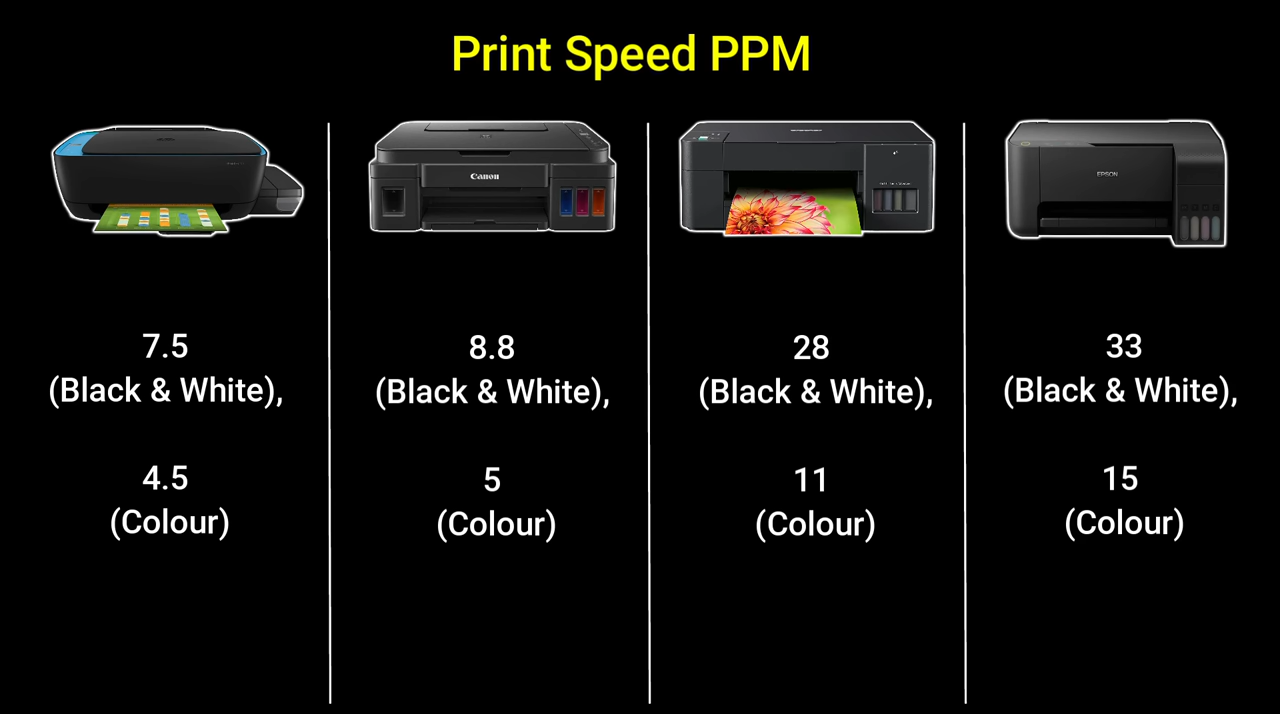 Print Speed PPM
Canon
EPSON
7.5
(Black & White),
4.5
(Colour)
8.8
(Black & White),
5
(Colour)
28
(Black & White),
11
(Colour)
33
(Black & White),
15
(Colour)